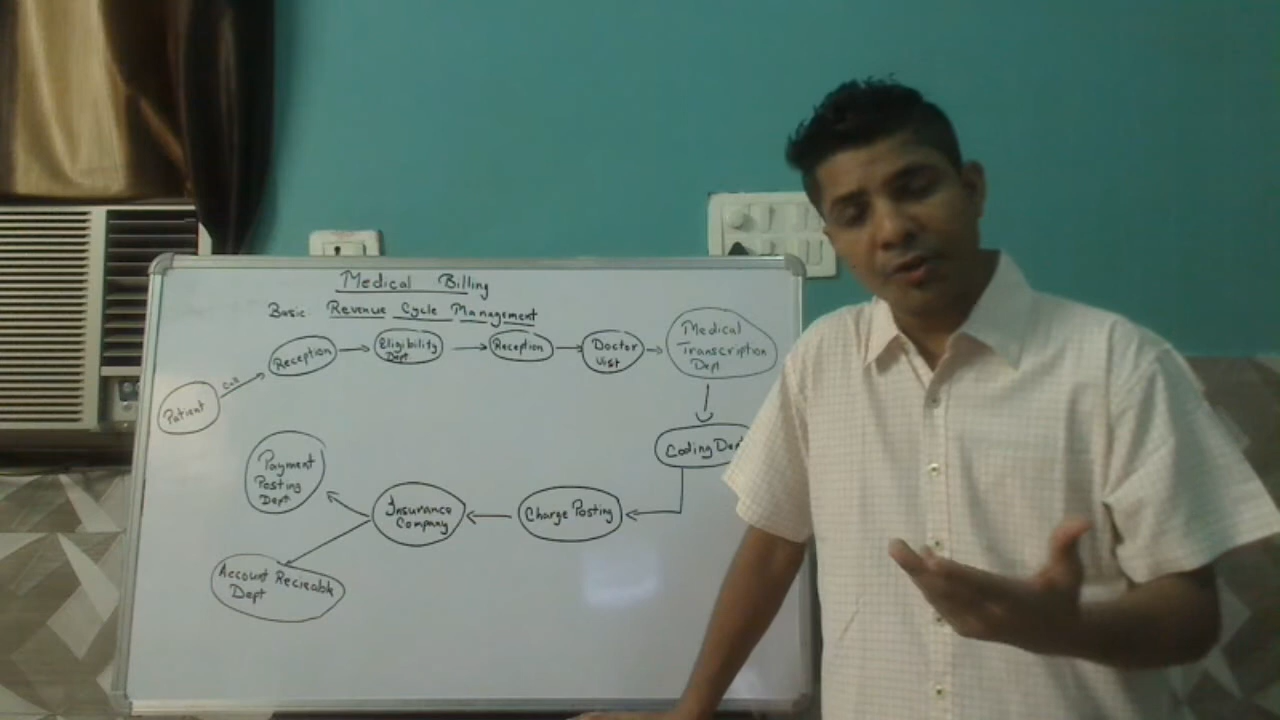 Medical Billing
Basic Revenue Cycle Management
Patient
Call
Reception
Eligibility
Dept
Reception
Doctor
Visit
Medical
Transcription
Dept
Coding Dept
Charge Posting
Insurance
Company
Payment
Posting
Dept
Account Recieable
Dept